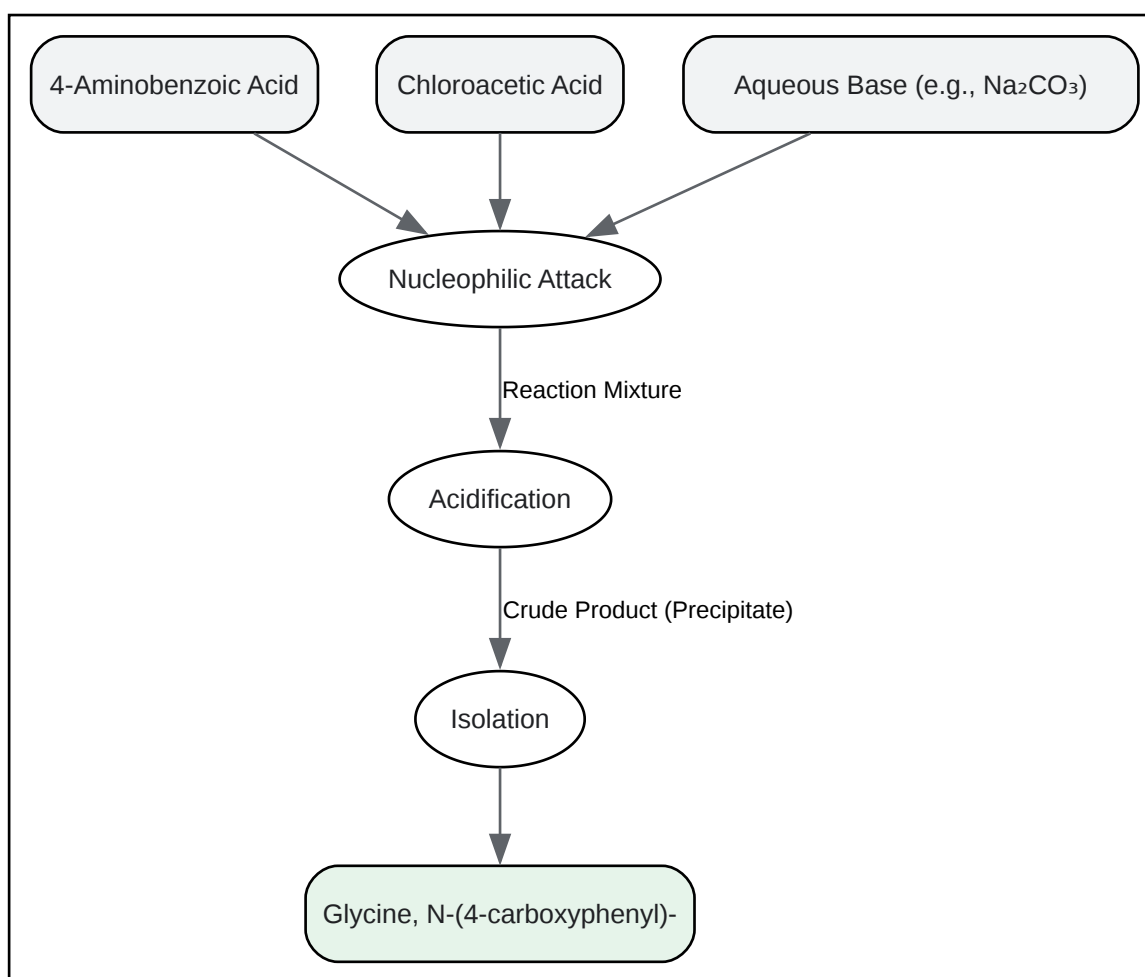 4-Aminobenzoic Acid
Chloroacetic Acid
Aqueous Base (e.g., Na₂CO₃)
Nucleophilic Attack
Reaction Mixture
Acidification
Crude Product (Precipitate)
Isolation
Glycine, N-(4-carboxyphenyl)-